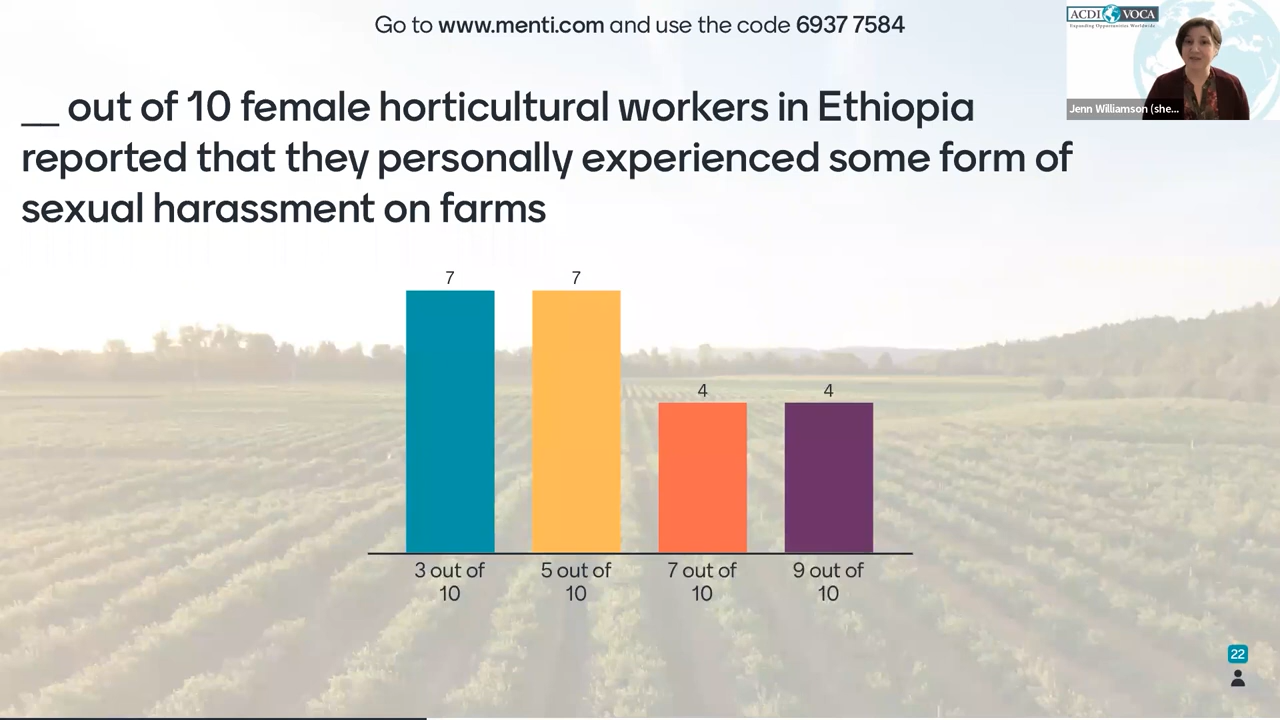 Go to www.menti.com and use the code 6937 7584
ACDI VOCA
Expanding Opportunities Worldwide
Jenn Williamson (she...
__ out of 10 female horticultural workers in Ethiopia
reported that they personally experienced some form of
sexual harassment on farms
7 7
4 4
3 out of 5 out of 7 out of 9 out of
10 10 10 10
22